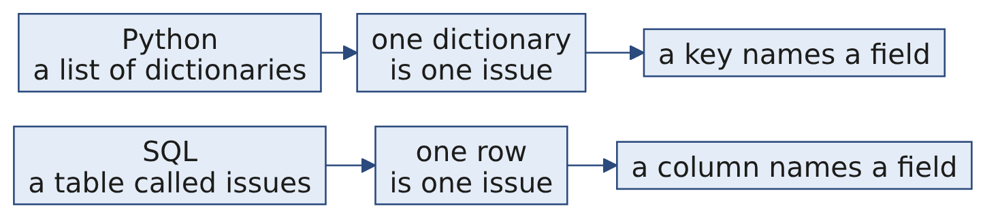 Python
a list of dictionaries
one dictionary
is one issue
a key names a field
SQL
a table called issues
one row
is one issue
a column names a field